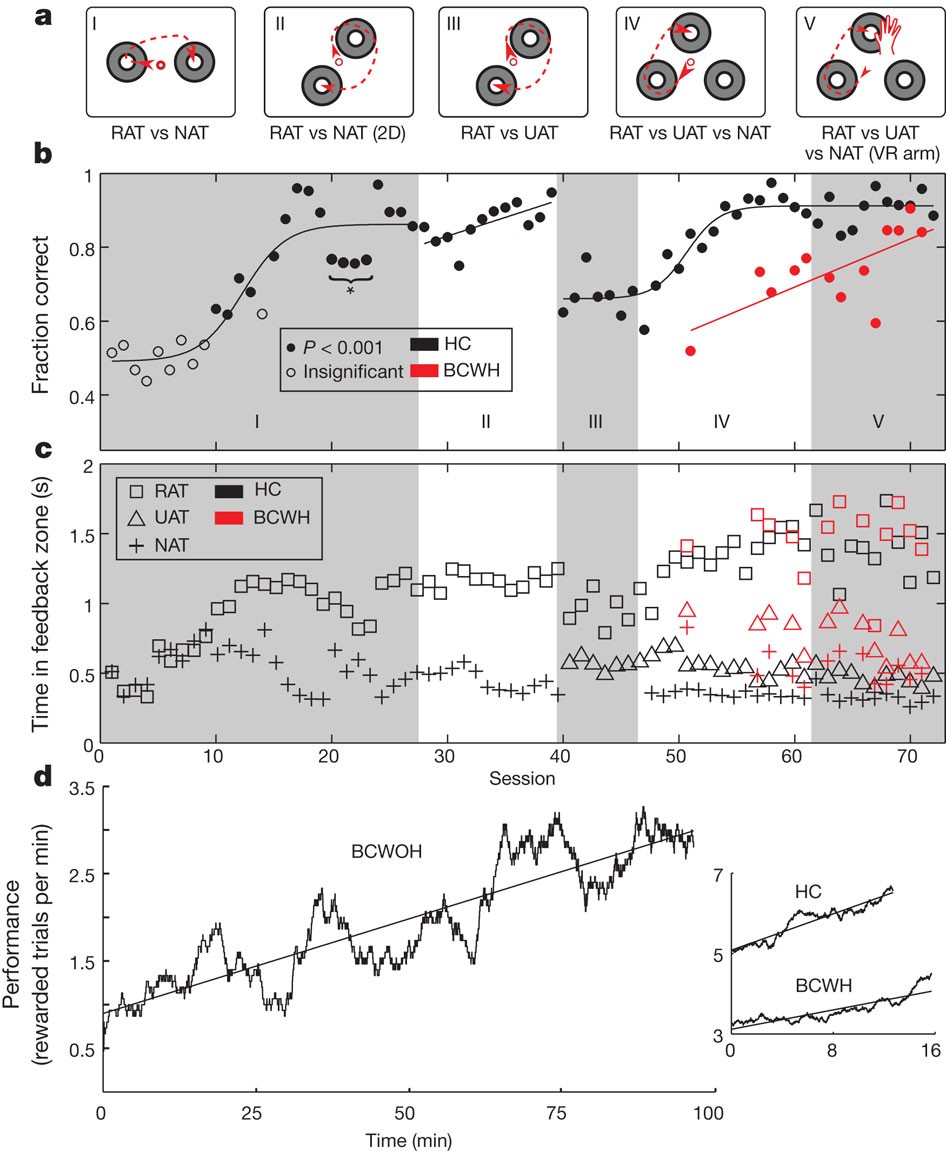 a
I
II
III
IV
V
RAT vs NAT
RAT vs NAT (2D)
RAT vs UAT
RAT vs UAT vs NAT
RAT vs UAT
vs NAT (VR arm)
b
1
0.8
0.6
0.4
Fraction correct
*
P < 0.001
HC
Insignificant
BCWH
I
II
III
IV
V
c
2
1.5
1
0.5
0
Time in feedback zone (s)
RAT
HC
UAT
BCWH
NAT
0
10
20
30
40
50
60
70
Session
d
3.5
2.5
1.5
0.5
Performance
(rewarded trials per min)
BCWOH
0
25
50
75
100
Time (min)
7
5
3
HC
BCWH
0
8
16